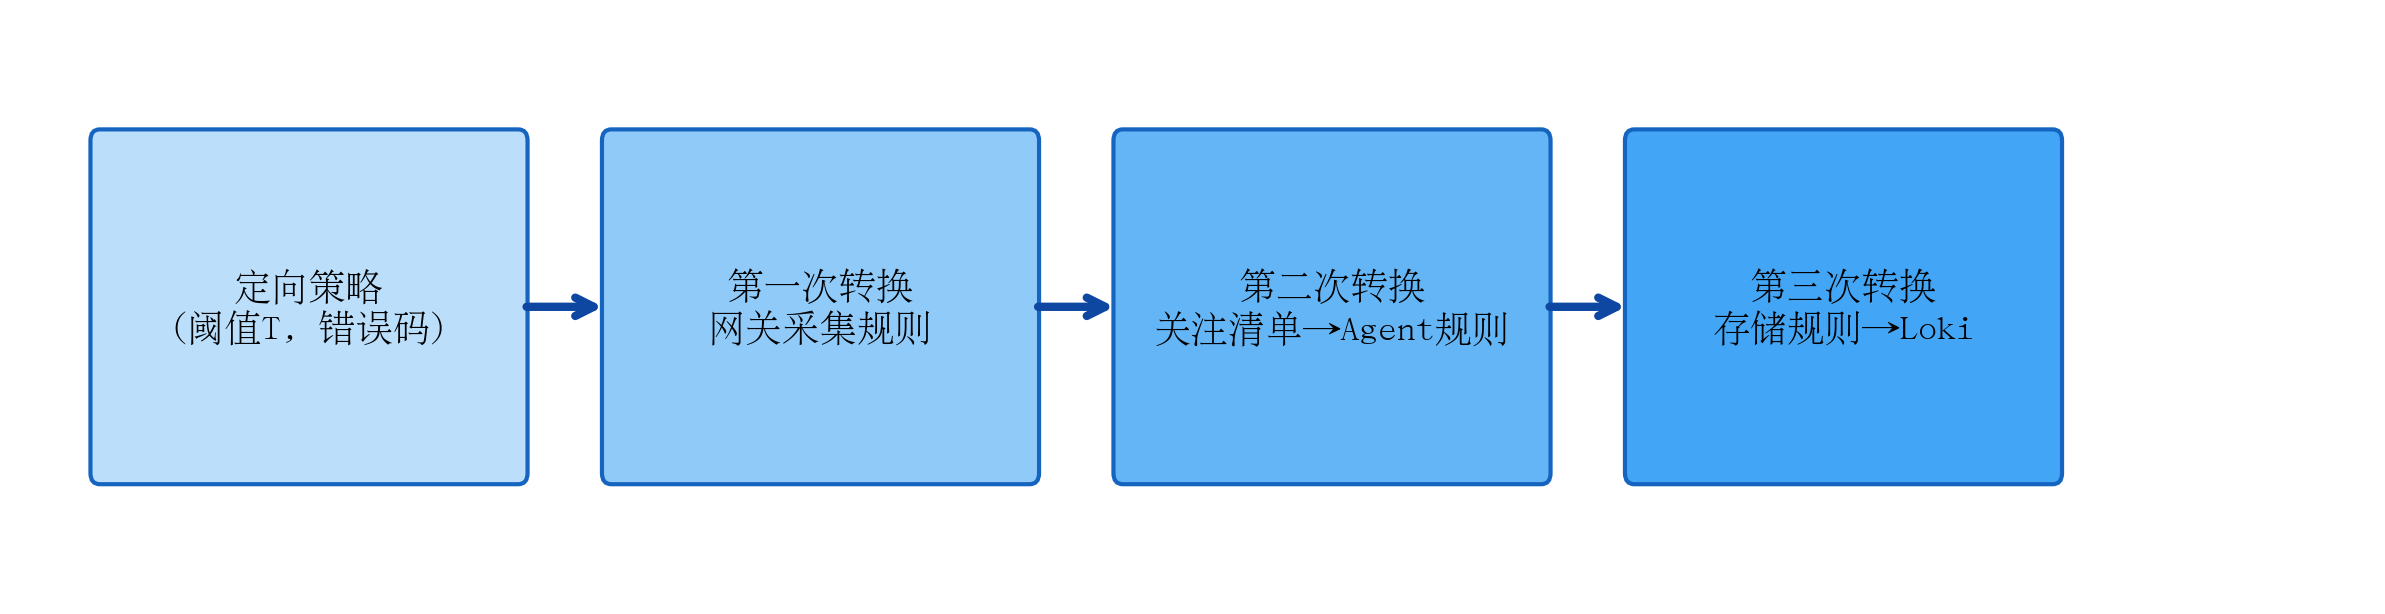 定向策略
(阈值T, 错误码)
第一次转换
网关采集规则
第二次转换
关注清单→Agent规则
第三次转换
存储规则→Loki